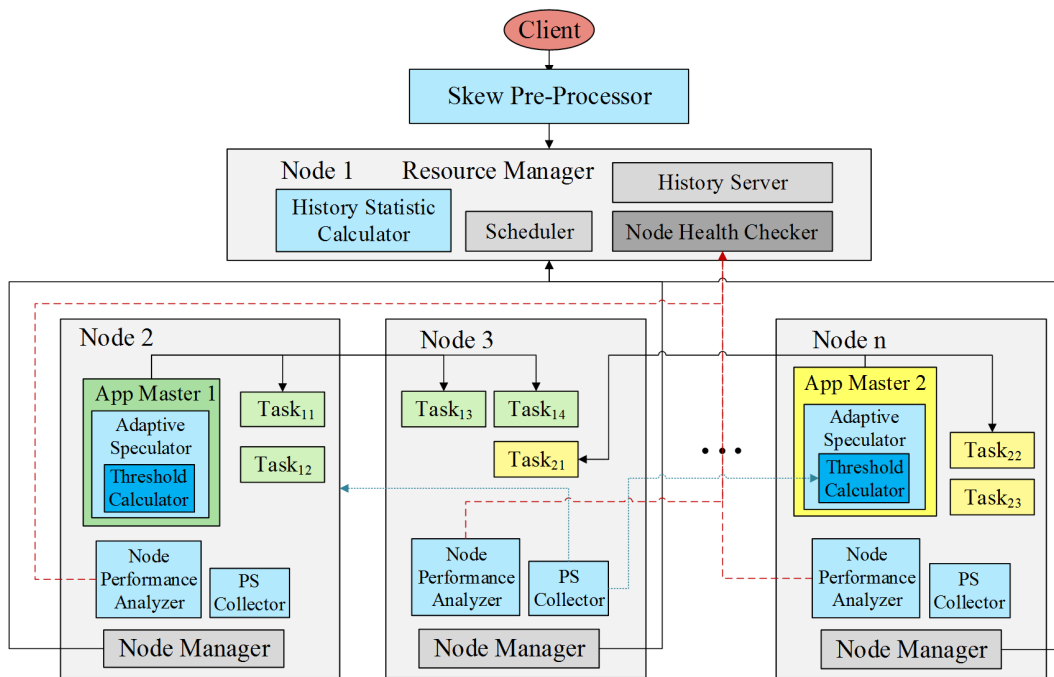 Client
Skew Pre-Processor
Node 1 Resource Manager
History Statistic
Calculator
Scheduler
History Server
Node Health Checker
Node 2
App Master 1
Adaptive
Speculator
Threshold
Calculator
Task₁₁
Task₁₂
Node
Performance
Analyzer
PS
Collector
Node Manager
Node 3
Task₁₃
Task₁₄
Task₂₁
Node
Performance
Analyzer
PS
Collector
Node Manager
...
Node n
App Master 2
Adaptive
Speculator
Threshold
Calculator
Task₂₂
Task₂₃
Node
Performance
Analyzer
PS
Collector
Node Manager